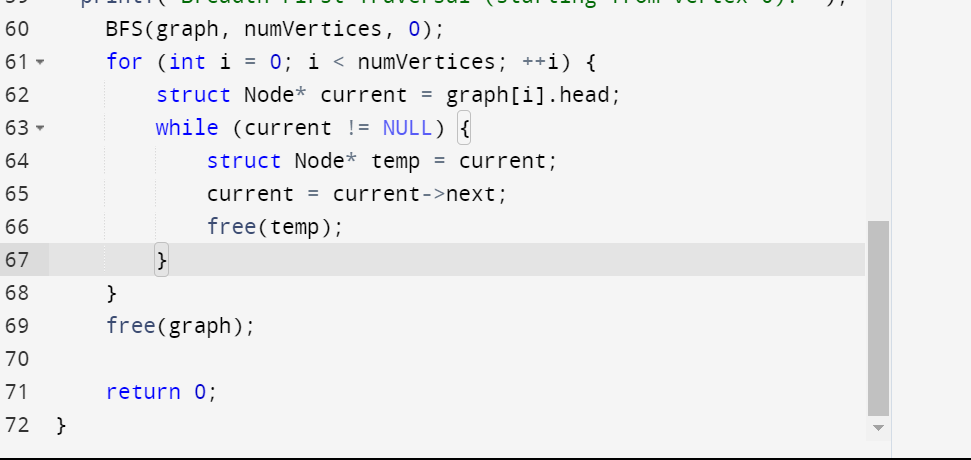 60 BFS(graph, numVertices, 0);
61 for (int i = 0; i < numVertices; ++i) {
62 struct Node* current = graph[i].head;
63 while (current != NULL) {
64 struct Node* temp = current;
65 current = current->next;
66 free(temp);
67 }
68 }
69 free(graph);
70
71 return 0;
72 }